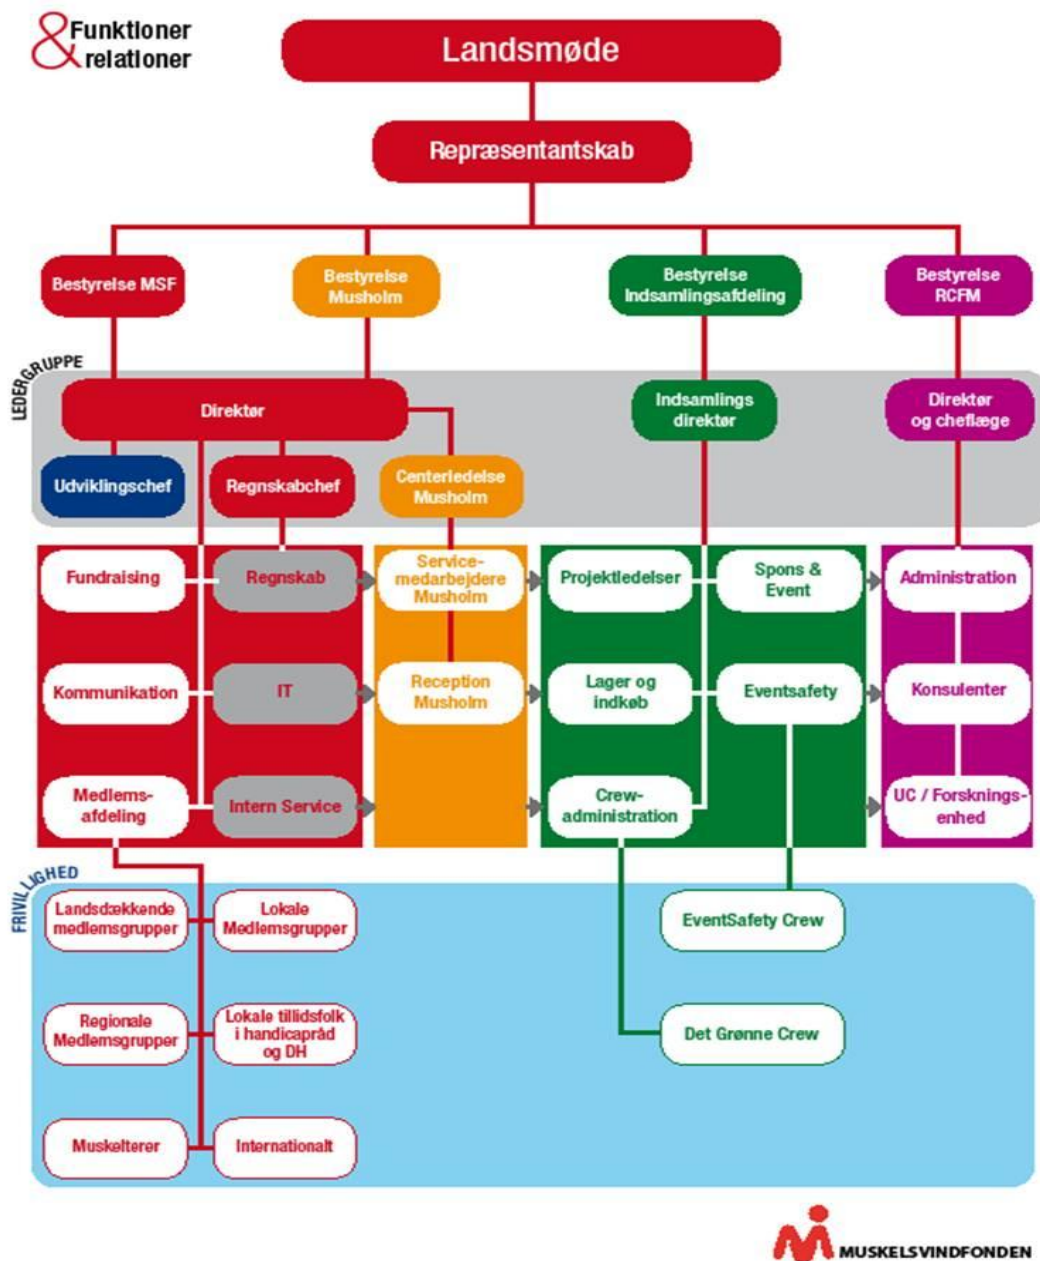 & Funktioner
relationer
Landsmøde
Repræsentantskab
Bestyrelse MSF
Bestyrelse
Musholm
Bestyrelse
Indsamlingsafdeling
Bestyrelse
RCFM
LEDERGRUPPE
Direktør
Indsamlings
direktør
Direktør
og cheflæge
Udviklingschef
Regnskabchef
Centerledelse
Musholm
Fundraising
Regnskab
Service-
medarbejdere
Musholm
Projektledelser
Spons &
Event
Administration
Kommunikation
IT
Reception
Musholm
Lager og
indkøb
Eventsafety
Konsulenter
Medlems-
afdeling
Intern Service
Crew-
administration
UC / Forsknings-
enhed
FRIVILLIGHED
Landsdækkende
medlemsgrupper
Lokale
Medlemsgrupper
EventSafety Crew
Regionale
Medlemsgrupper
Lokale tillidsfolk
i handicapråd
og DH
Det Grønne Crew
Muskelterer
Internationalt
MUSKELSVINDFONDEN